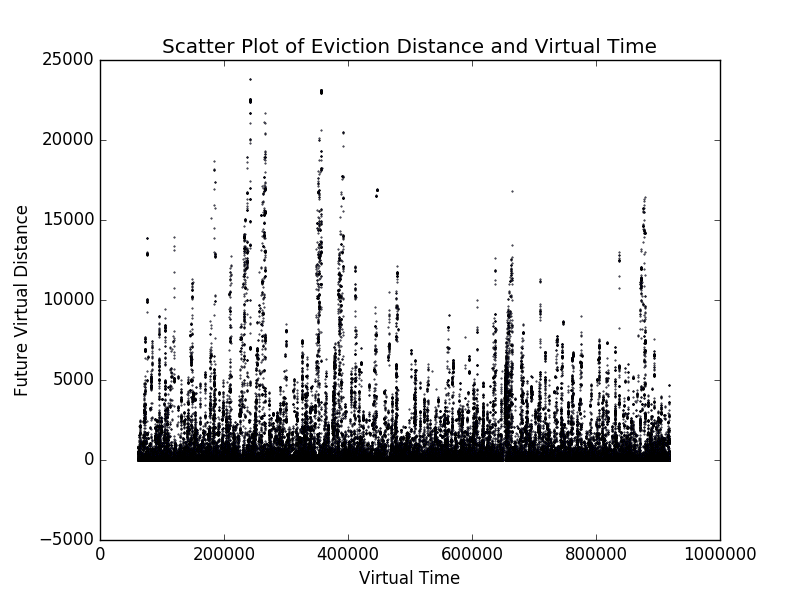 Scatter Plot of Eviction Distance and Virtual Time
25000
20000
15000
10000
5000
0
−5000
Future Virtual Distance
0 200000 400000 600000 800000 1000000
Virtual Time